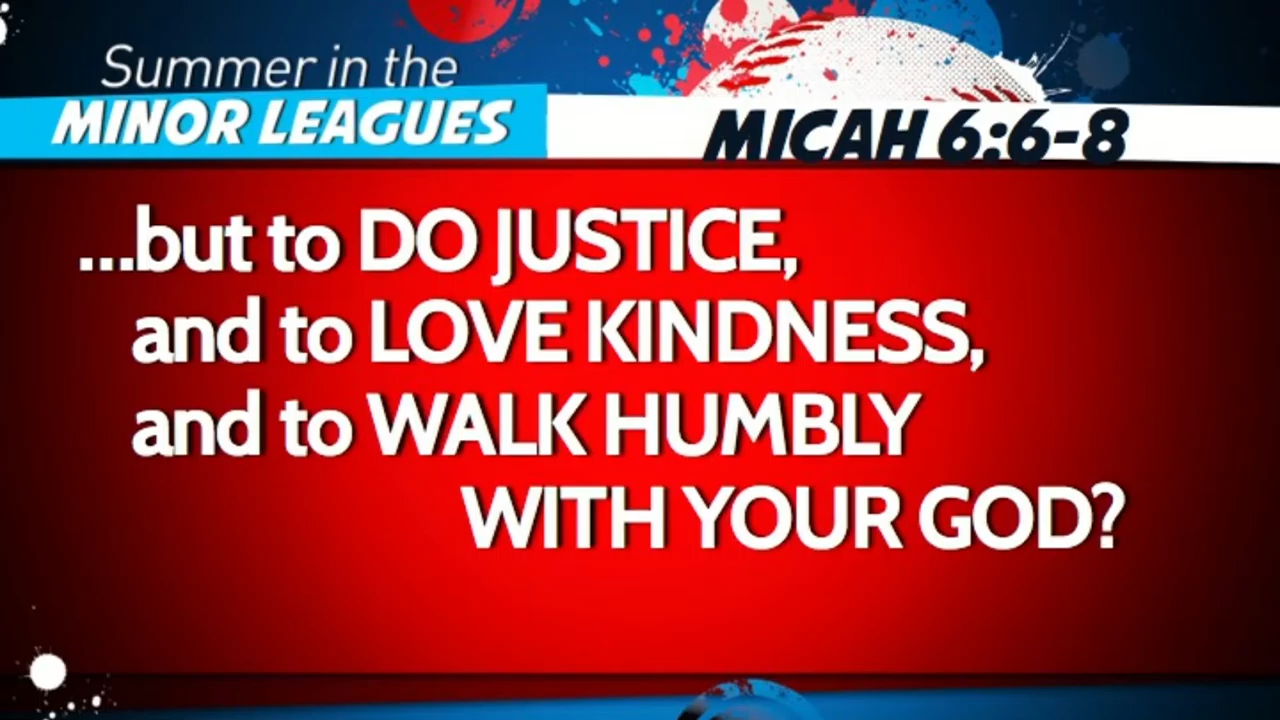 Summer in the
MINOR LEAGUES
MICAH 6:6-8
...but to DO JUSTICE,
and to LOVE KINDNESS,
and to WALK HUMBLY
WITH YOUR GOD?